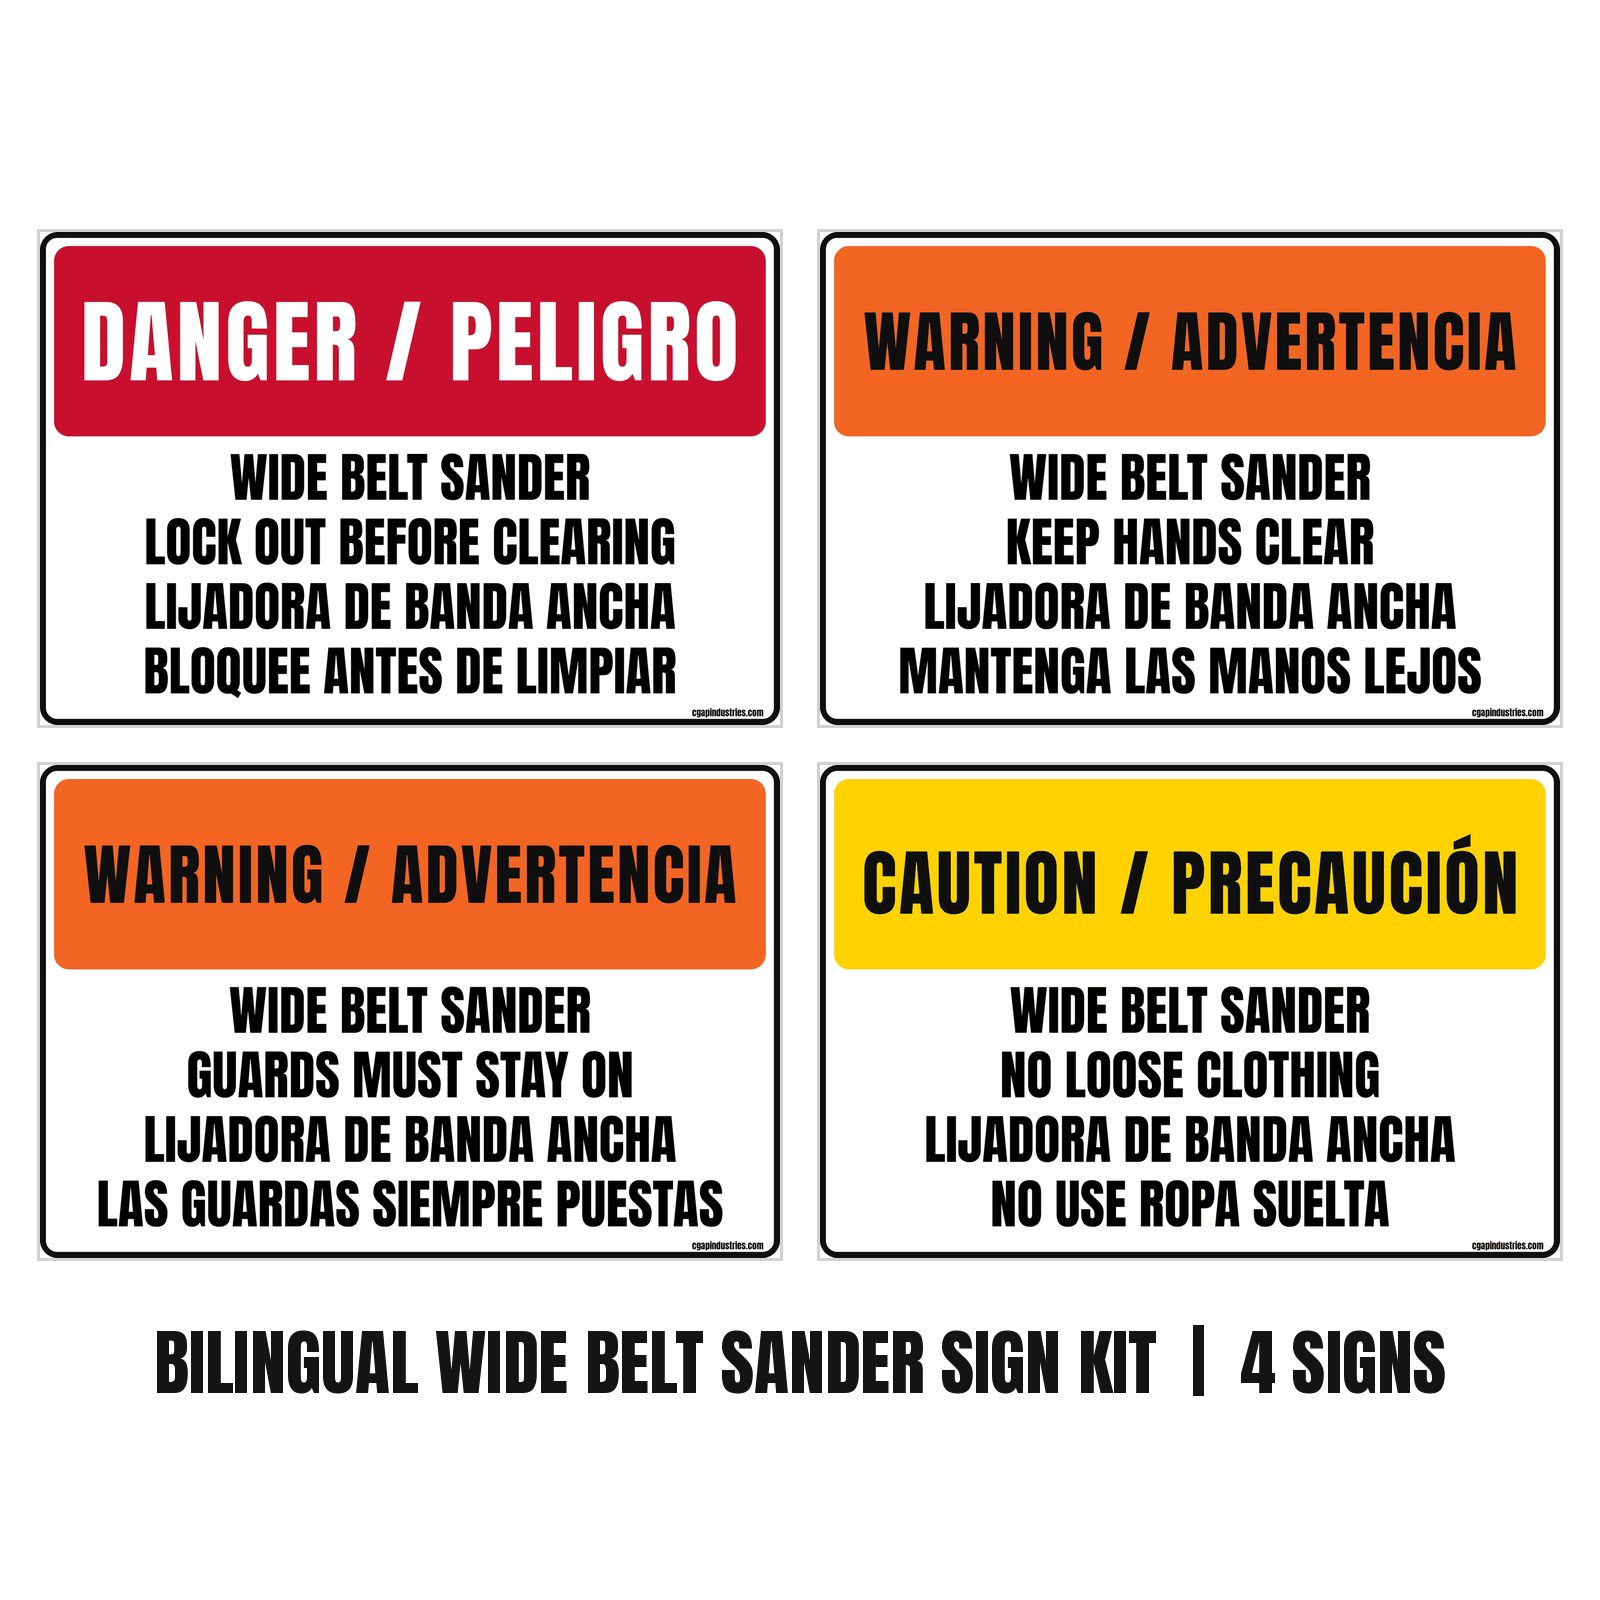 DANGER / PELIGRO
WIDE BELT SANDER
LOCK OUT BEFORE CLEARING
LIJADORA DE BANDA ANCHA
BLOQUEE ANTES DE LIMPIAR
cgapindustries.com
WARNING / ADVERTENCIA
WIDE BELT SANDER
KEEP HANDS CLEAR
LIJADORA DE BANDA ANCHA
MANTENGA LAS MANOS LEJOS
cgapindustries.com
WARNING / ADVERTENCIA
WIDE BELT SANDER
GUARDS MUST STAY ON
LIJADORA DE BANDA ANCHA
LAS GUARDAS SIEMPRE PUESTAS
cgapindustries.com
CAUTION / PRECAUCIÓN
WIDE BELT SANDER
NO LOOSE CLOTHING
LIJADORA DE BANDA ANCHA
NO USE ROPA SUELTA
cgapindustries.com
BILINGUAL WIDE BELT SANDER SIGN KIT | 4 SIGNS